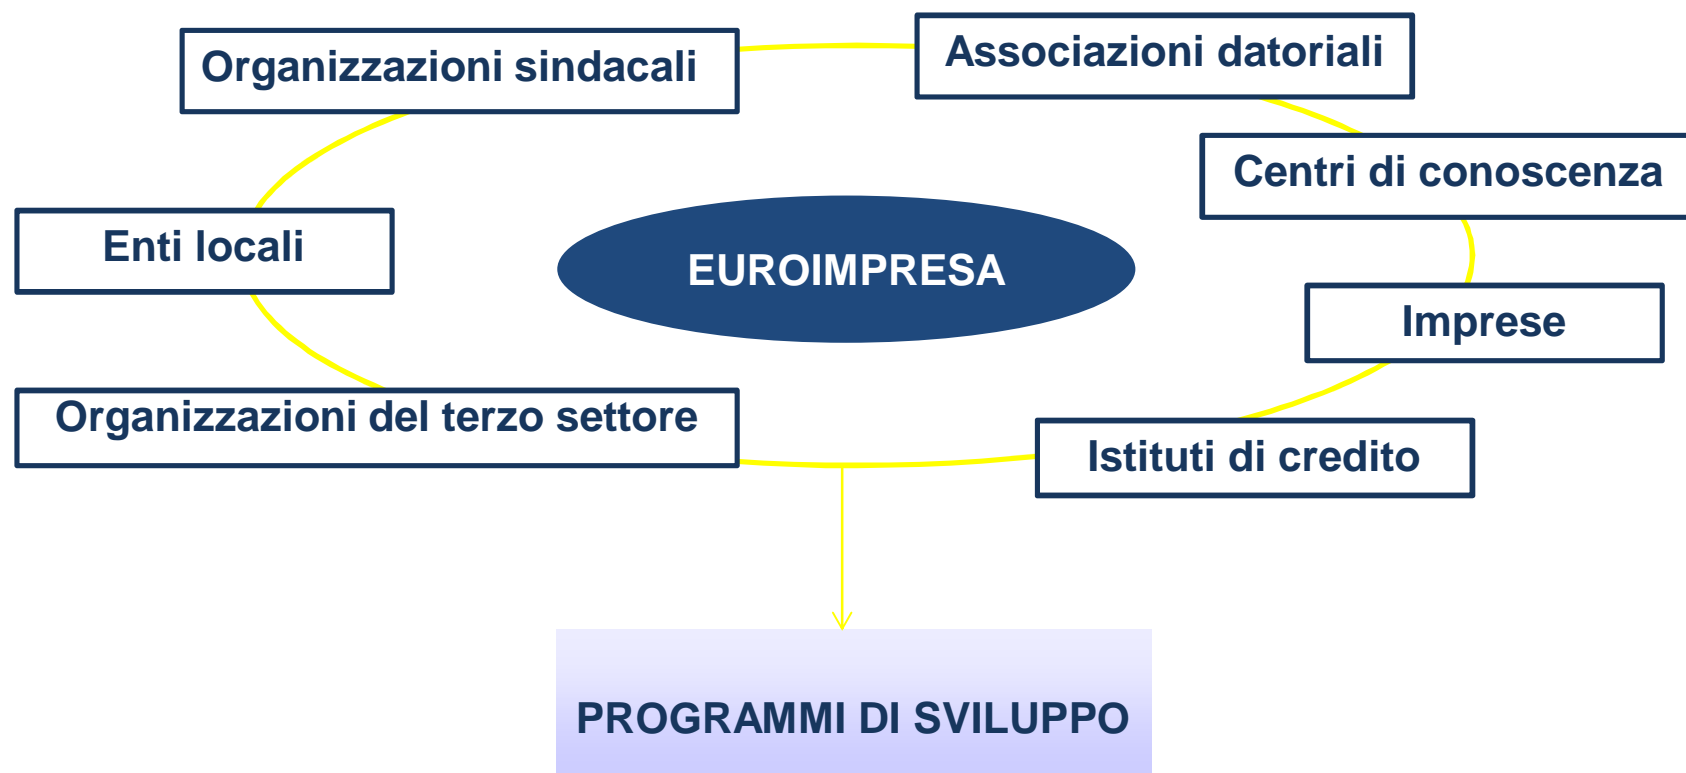 Organizzazioni sindacali
Associazioni datoriali
Centri di conoscenza
Enti locali
EUROIMPRESA
Imprese
Organizzazioni del terzo settore
Istituti di credito
PROGRAMMI DI SVILUPPO